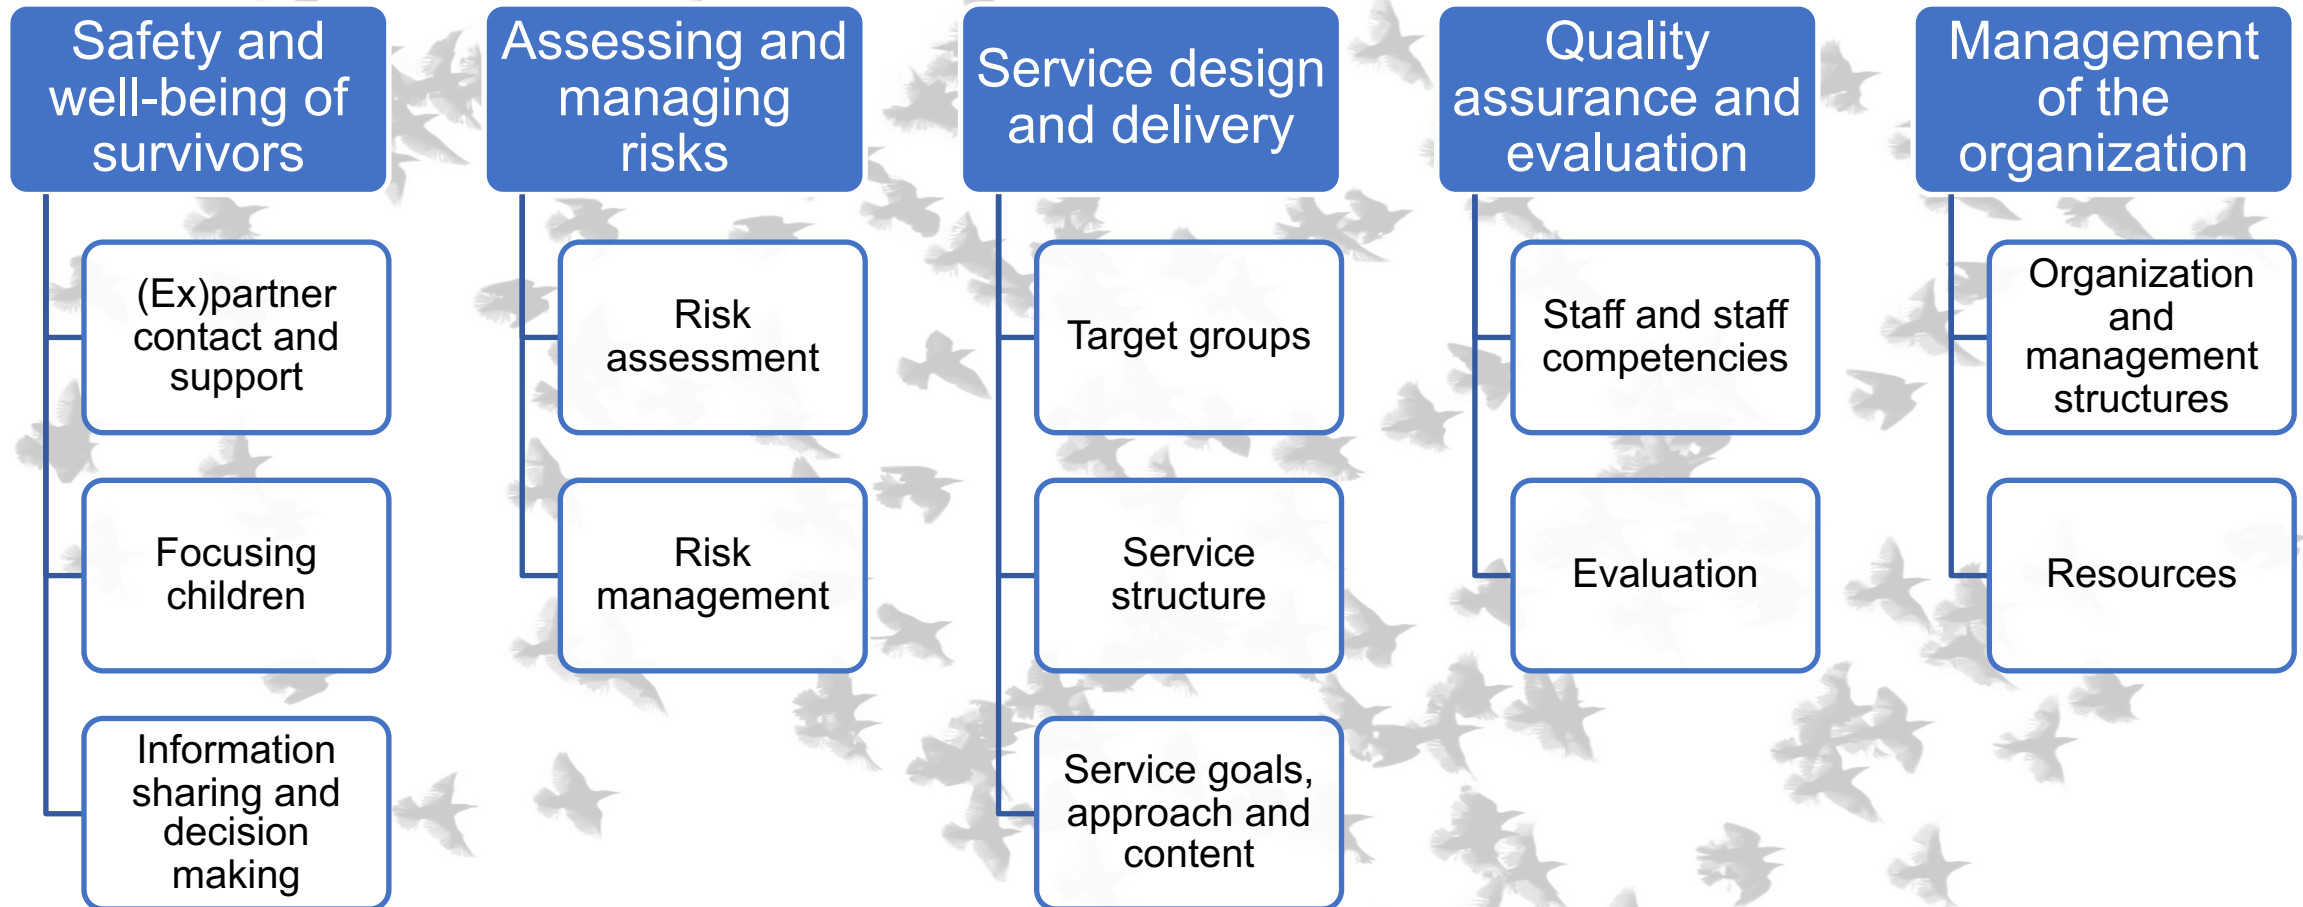 Safety and
well-being of
survivors
(Ex)partner
contact and
support
Focusing
children
Information
sharing and
decision
making
Assessing and
managing
risks
Risk
assessment
Risk
management
Service design
and delivery
Target groups
Service
structure
Service goals,
approach and
content
Quality
assurance and
evaluation
Staff and staff
competencies
Evaluation
Management
of the
organization
Organization
and
management
structures
Resources